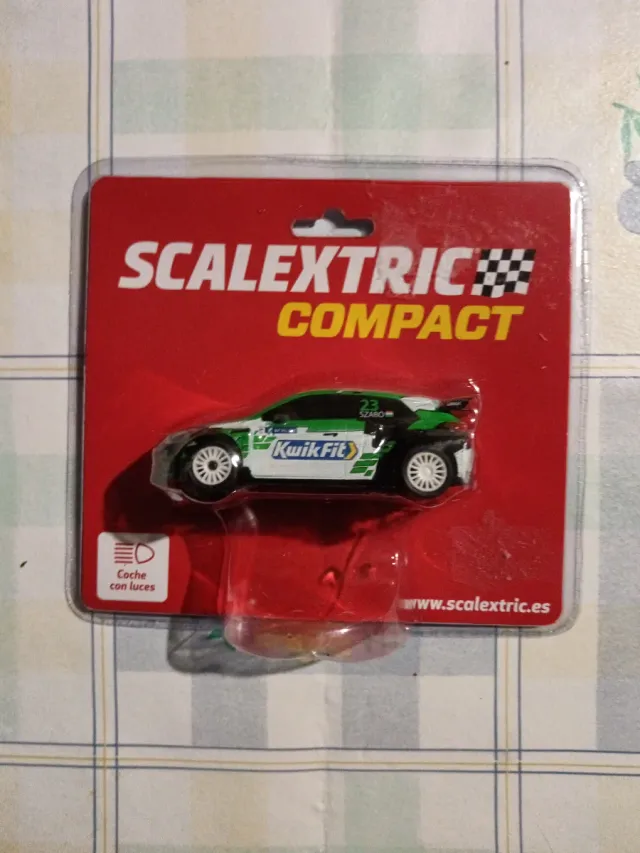 SCALEXTRIC
COMPACT
23
SZABO
KwikFit
Coche
con luces
www.scalextric.es